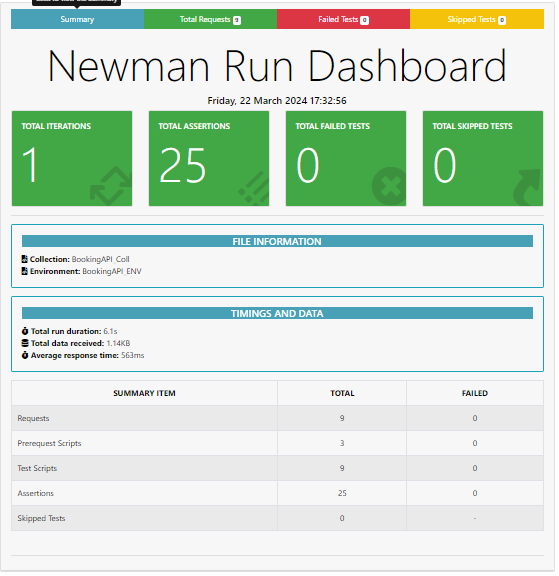 Summary
Total Requests 9
Failed Tests 0
Skipped Tests 0
Newman Run Dashboard
Friday, 22 March 2024 17:32:56
TOTAL ITERATIONS
1
TOTAL ASSERTIONS
25
TOTAL FAILED TESTS
0
TOTAL SKIPPED TESTS
0
FILE INFORMATION
Collection: BookingAPI_Coll
Environment: BookingAPI_ENV
TIMINGS AND DATA
Total run duration: 6.1s
Total data received: 1.14KB
Average response time: 563ms
SUMMARY ITEM TOTAL FAILED
Requests 9 0
Prerequest Scripts 3 0
Test Scripts 9 0
Assertions 25 0
Skipped Tests 0 -